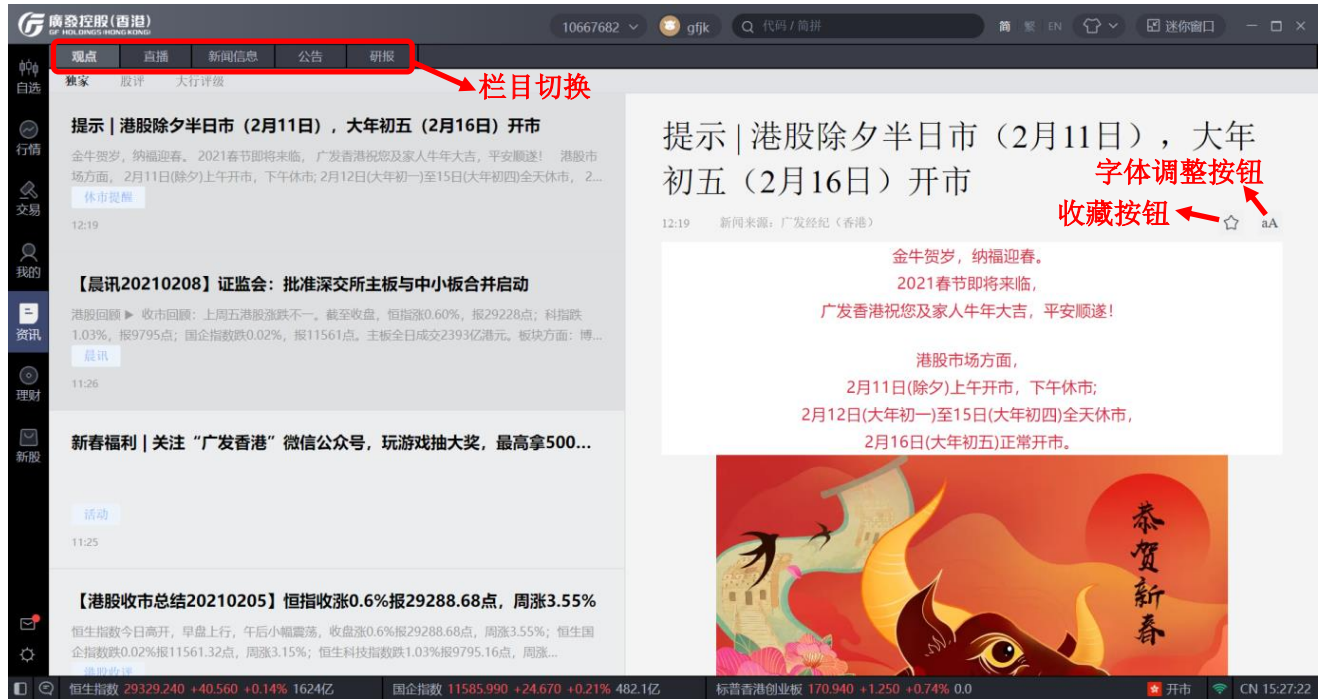 廣發控股(香港)
GF HOLDINGS(HONG KONG)
10667682
gfjk
代码 / 简拼
简 繁 EN
迷你窗口
观点 直播 新闻信息 公告 研报
栏目切换
独家 股评 大行评级
自选
行情
交易
我的
资讯
理财
新股
提示 | 港股除夕半日市（2月11日），大年初五（2月16日）开市
金牛贺岁，纳福迎春。 2021春节即将来临， 广发香港祝您及家人牛年大吉，平安顺遂！ 港股市
场方面， 2月11日(除夕)上午开市，下午休市; 2月12日(大年初一)至15日(大年初四)全天休市， 2...
休市提醒
12:19
【晨讯20210208】证监会：批准深交所主板与中小板合并启动
港股回顾 ▶ 收市回顾：上周五港股涨跌不一。截至收盘，恒指涨0.60%，报29228点；科指跌
1.03%，报9795点；国企指数跌0.02%，报11561点。主板全日成交2393亿港元。板块方面：博...
晨讯
11:26
新春福利 | 关注“广发香港”微信公众号，玩游戏抽大奖，最高拿500...
活动
11:25
【港股收市总结20210205】恒指收涨0.6%报29288.68点，周涨3.55%
恒生指数今日高开，早盘上行，午后小幅震荡，收盘涨0.6%报29288.68点，周涨3.55%；恒生国
企指数跌0.02%报11561.32点，周涨3.15%；恒生科技指数跌1.03%报9795.16点，周涨...
港股收评
提示 | 港股除夕半日市（2月11日），大年
初五（2月16日）开市
字体调整按钮
收藏按钮
12:19 新闻来源：广发经纪（香港）
aA
金牛贺岁，纳福迎春。
2021春节即将来临，
广发香港祝您及家人牛年大吉，平安顺遂！
港股市场方面，
2月11日(除夕)上午开市，下午休市;
2月12日(大年初一)至15日(大年初四)全天休市，
2月16日(大年初五)正常开市。
恭贺新春
恒生指数 29329.240 +40.560 +0.14% 1624亿 国企指数 11585.990 +24.670 +0.21% 482.1亿 标普香港创业板 170.940 +1.250 +0.74% 0.0 开市 CN 15:27:22